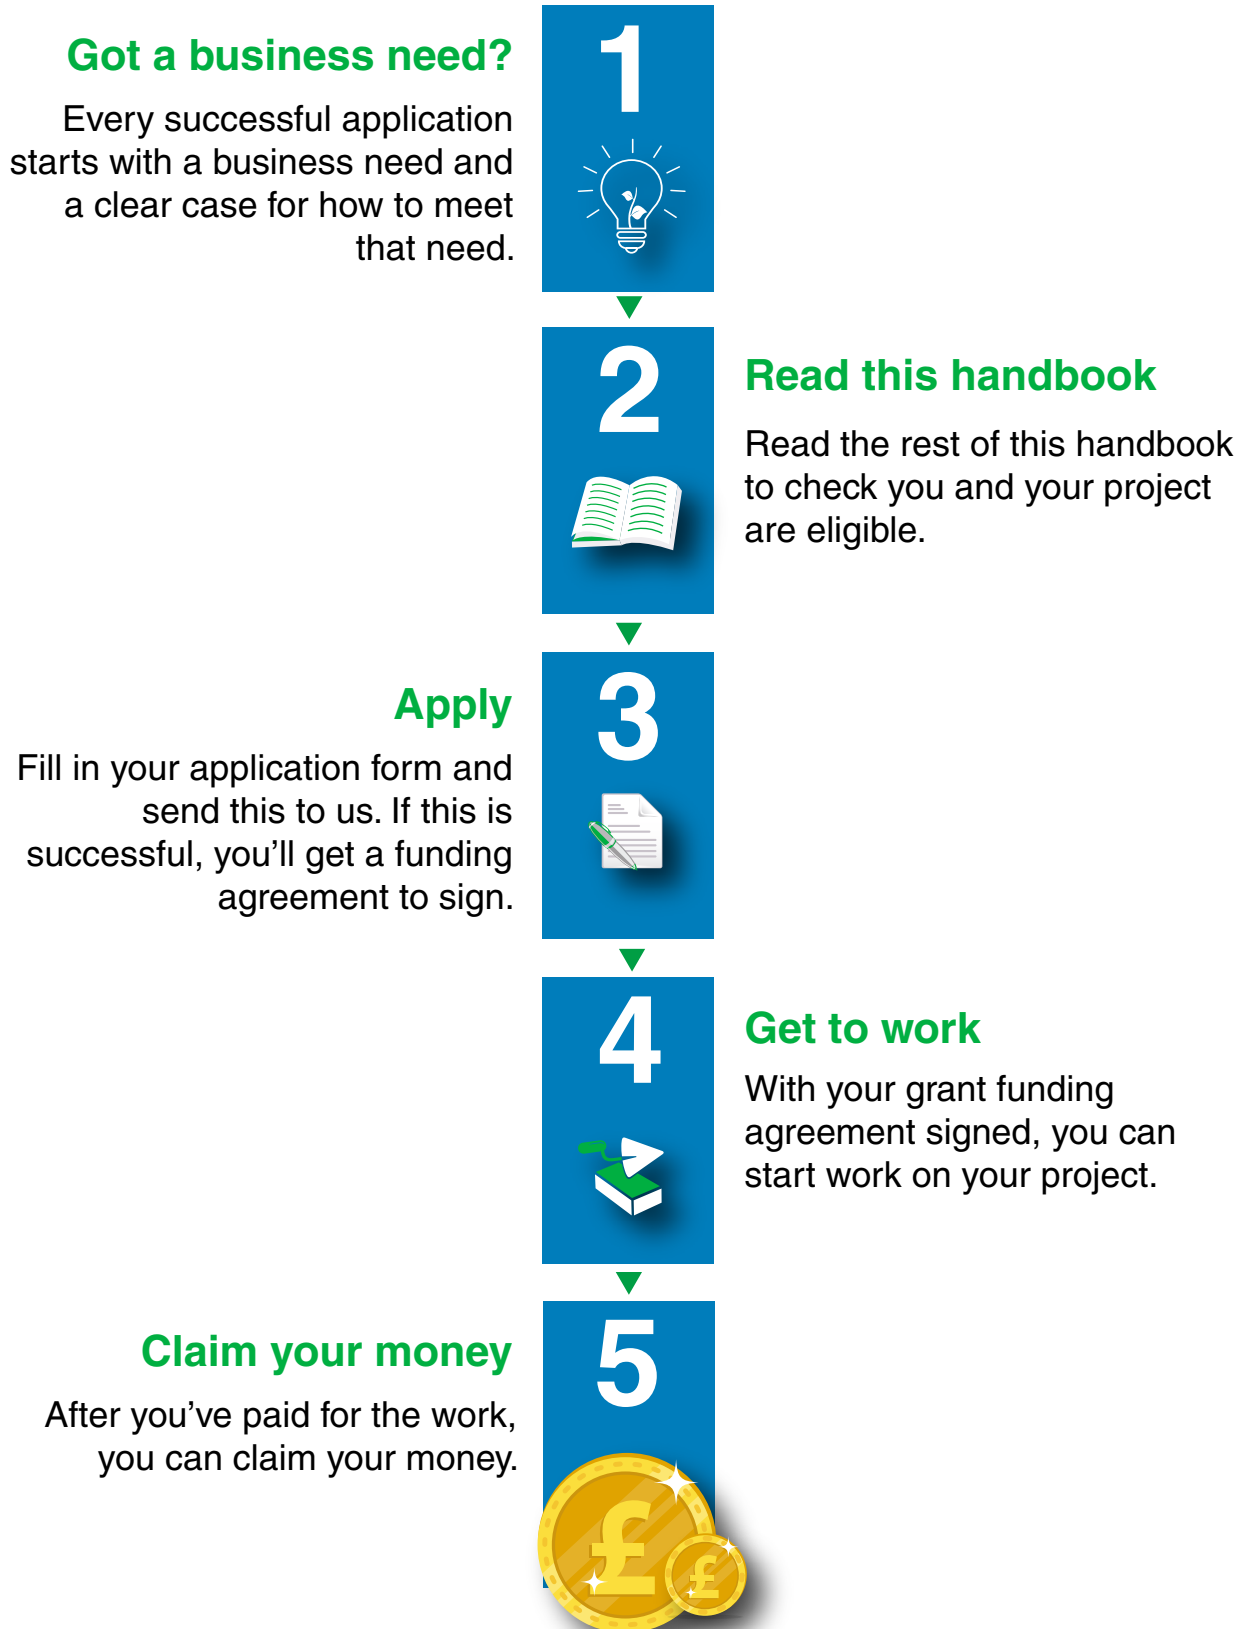 1
Got a business need?
Every successful application
starts with a business need and
a clear case for how to meet
that need.
2
Read this handbook
Read the rest of this handbook
to check you and your project
are eligible.
3
Apply
Fill in your application form and
send this to us. If this is
successful, you’ll get a funding
agreement to sign.
4
Get to work
With your grant funding
agreement signed, you can
start work on your project.
5
Claim your money
After you’ve paid for the work,
you can claim your money.
£
£